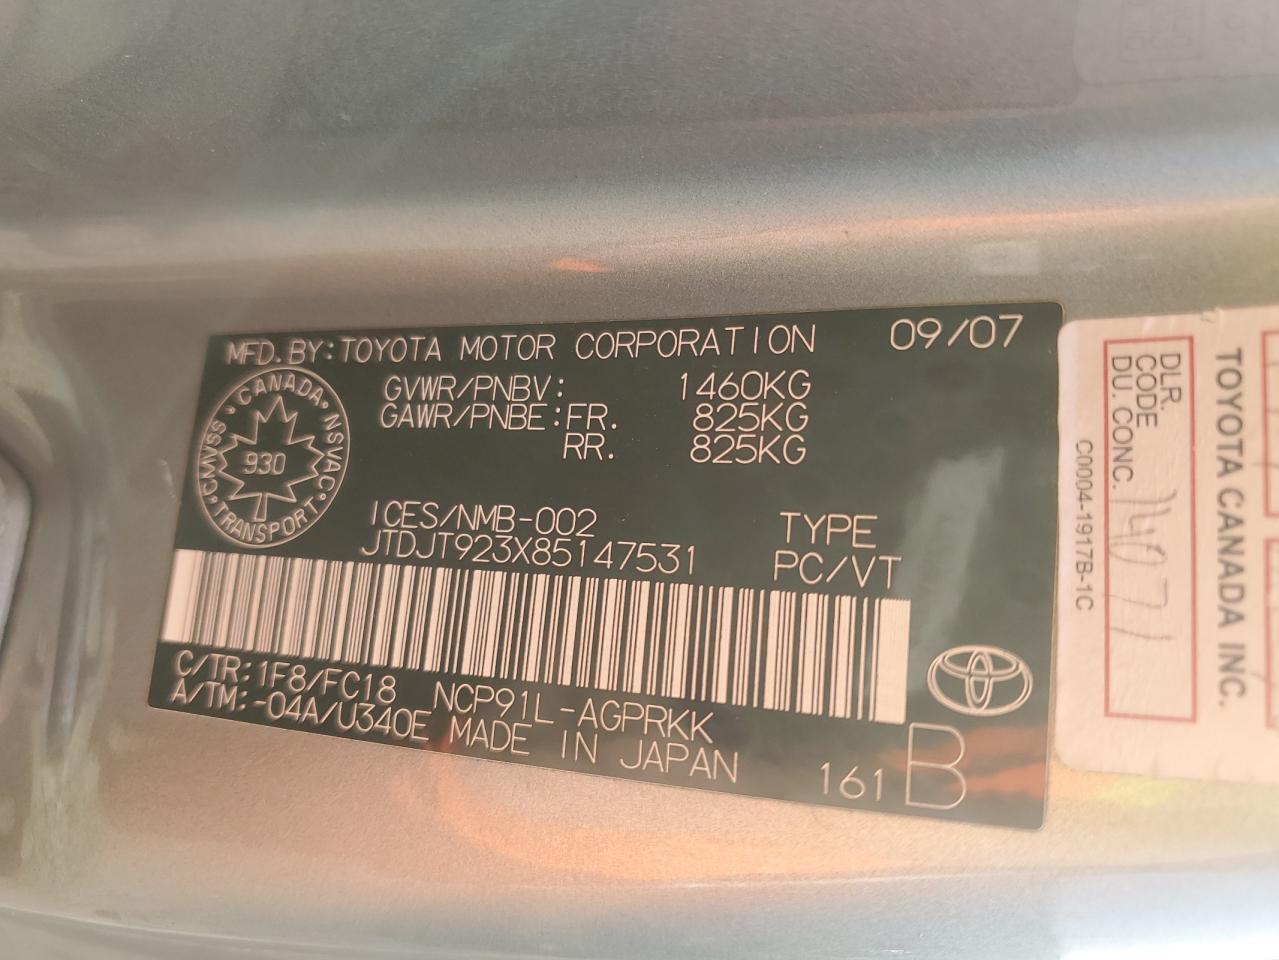 MFD. BY: TOYOTA MOTOR CORPORATION 09/07
GVWR/PNBV: 1460KG
GAWR/PNBE: FR. 825KG
RR. 825KG
CANADA
CMVSS NSVAC
930
TRANSPORT
ICES/NMB-002
JTDJT923X85147531
TYPE
PC/VT
C/TR: 1F8/FC18 NCP91L-AGPRKK
A/TM: -04A/U340E MADE IN JAPAN
161 B
TOYOTA CANADA INC.
DLR.
CODE
DU. CONC.
C0004-1917B-1C